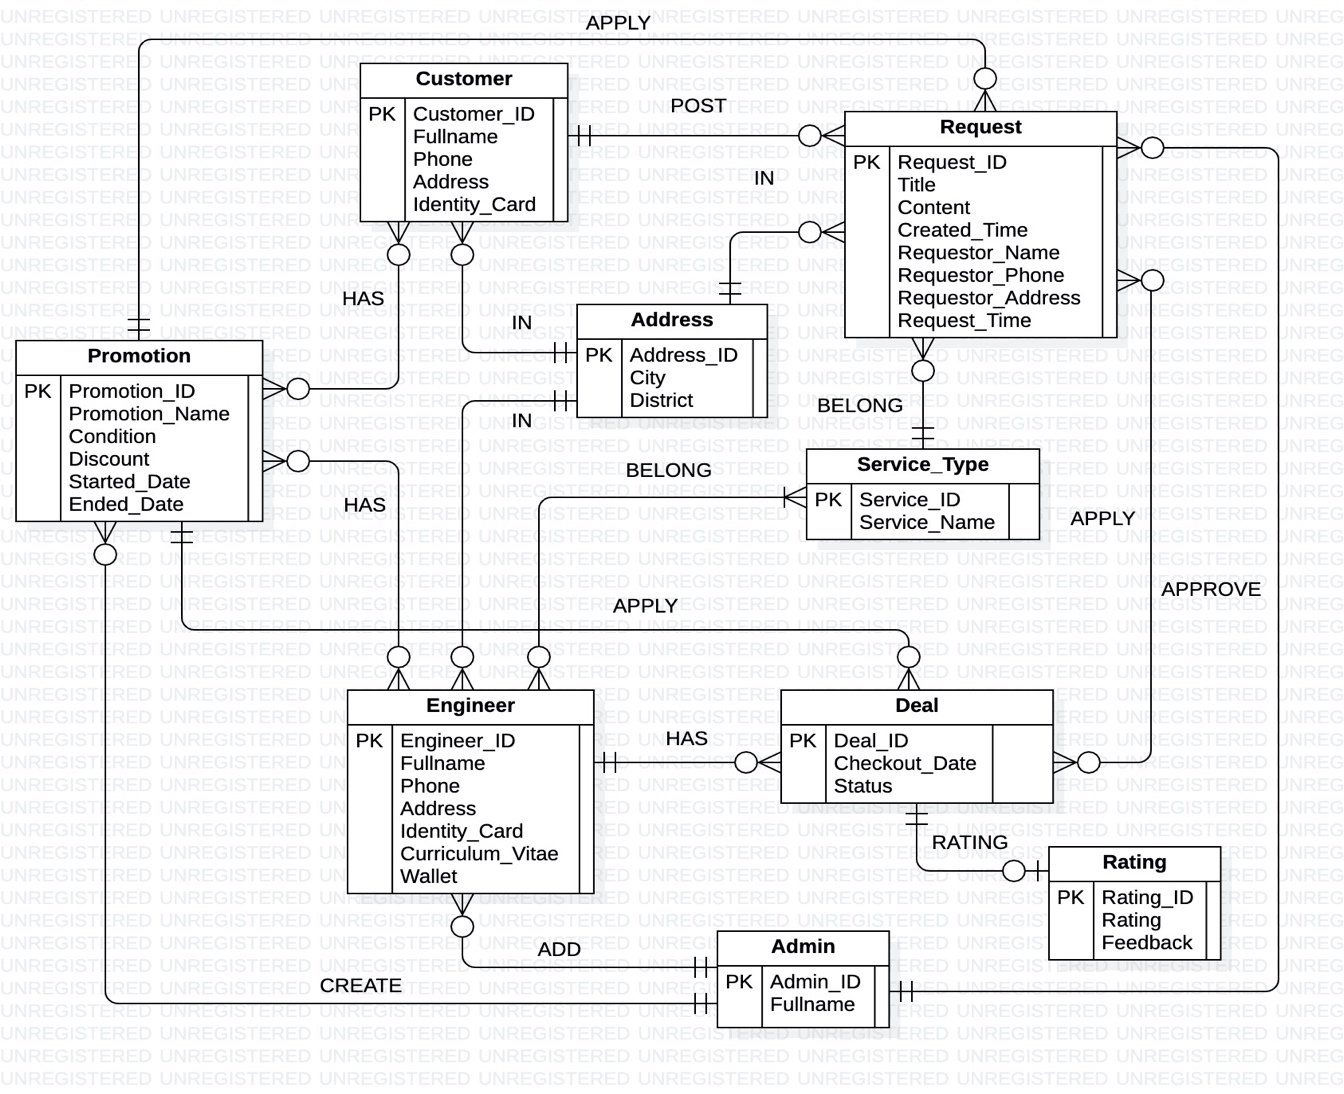 APPLY
Customer
PK
Customer_ID
Fullname
Phone
Address
Identity_Card
POST
Request
PK
Request_ID
Title
Content
Created_Time
Requestor_Name
Requestor_Phone
Requestor_Address
Request_Time
IN
HAS
IN
Address
PK
Address_ID
City
District
Promotion
PK
Promotion_ID
Promotion_Name
Condition
Discount
Started_Date
Ended_Date
IN
BELONG
BELONG
Service_Type
PK
Service_ID
Service_Name
HAS
APPLY
APPROVE
APPLY
Engineer
PK
Engineer_ID
Fullname
Phone
Address
Identity_Card
Curriculum_Vitae
Wallet
HAS
Deal
PK
Deal_ID
Checkout_Date
Status
RATING
Rating
PK
Rating_ID
Rating
Feedback
ADD
Admin
PK
Admin_ID
Fullname
CREATE
UNREGISTERED